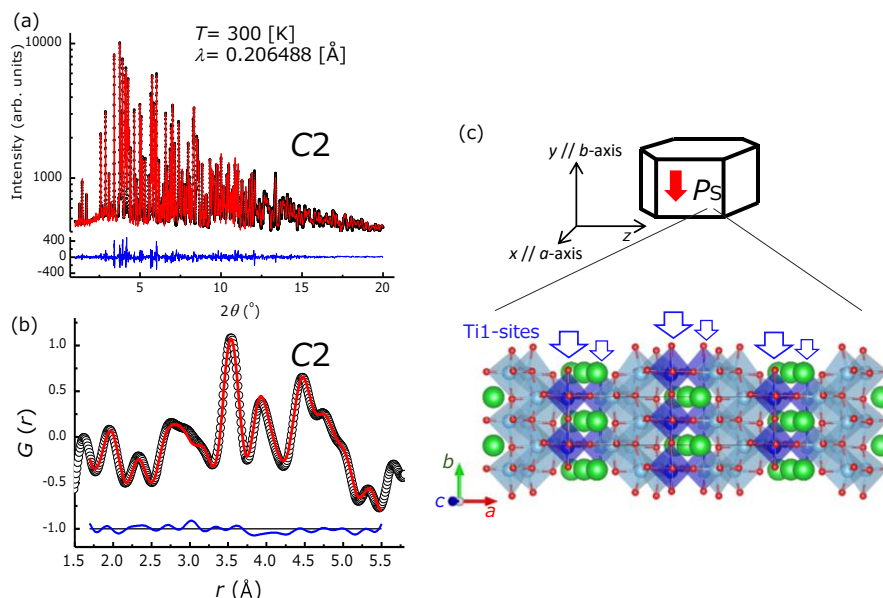 (a)
T= 300 [K]
λ= 0.206488 [Å]
C2
Intensity (arb. units)
10000
1000
400
0
-400
5
10
15
20
2θ (°)
(b)
C2
G (r)
1.0
0.5
0.0
-0.5
-1.0
1.5
2.0
2.5
3.0
3.5
4.0
4.5
5.0
5.5
r (Å)
(c)
y // b-axis
x // a-axis
z
PS
Ti1-sites
b
c
a